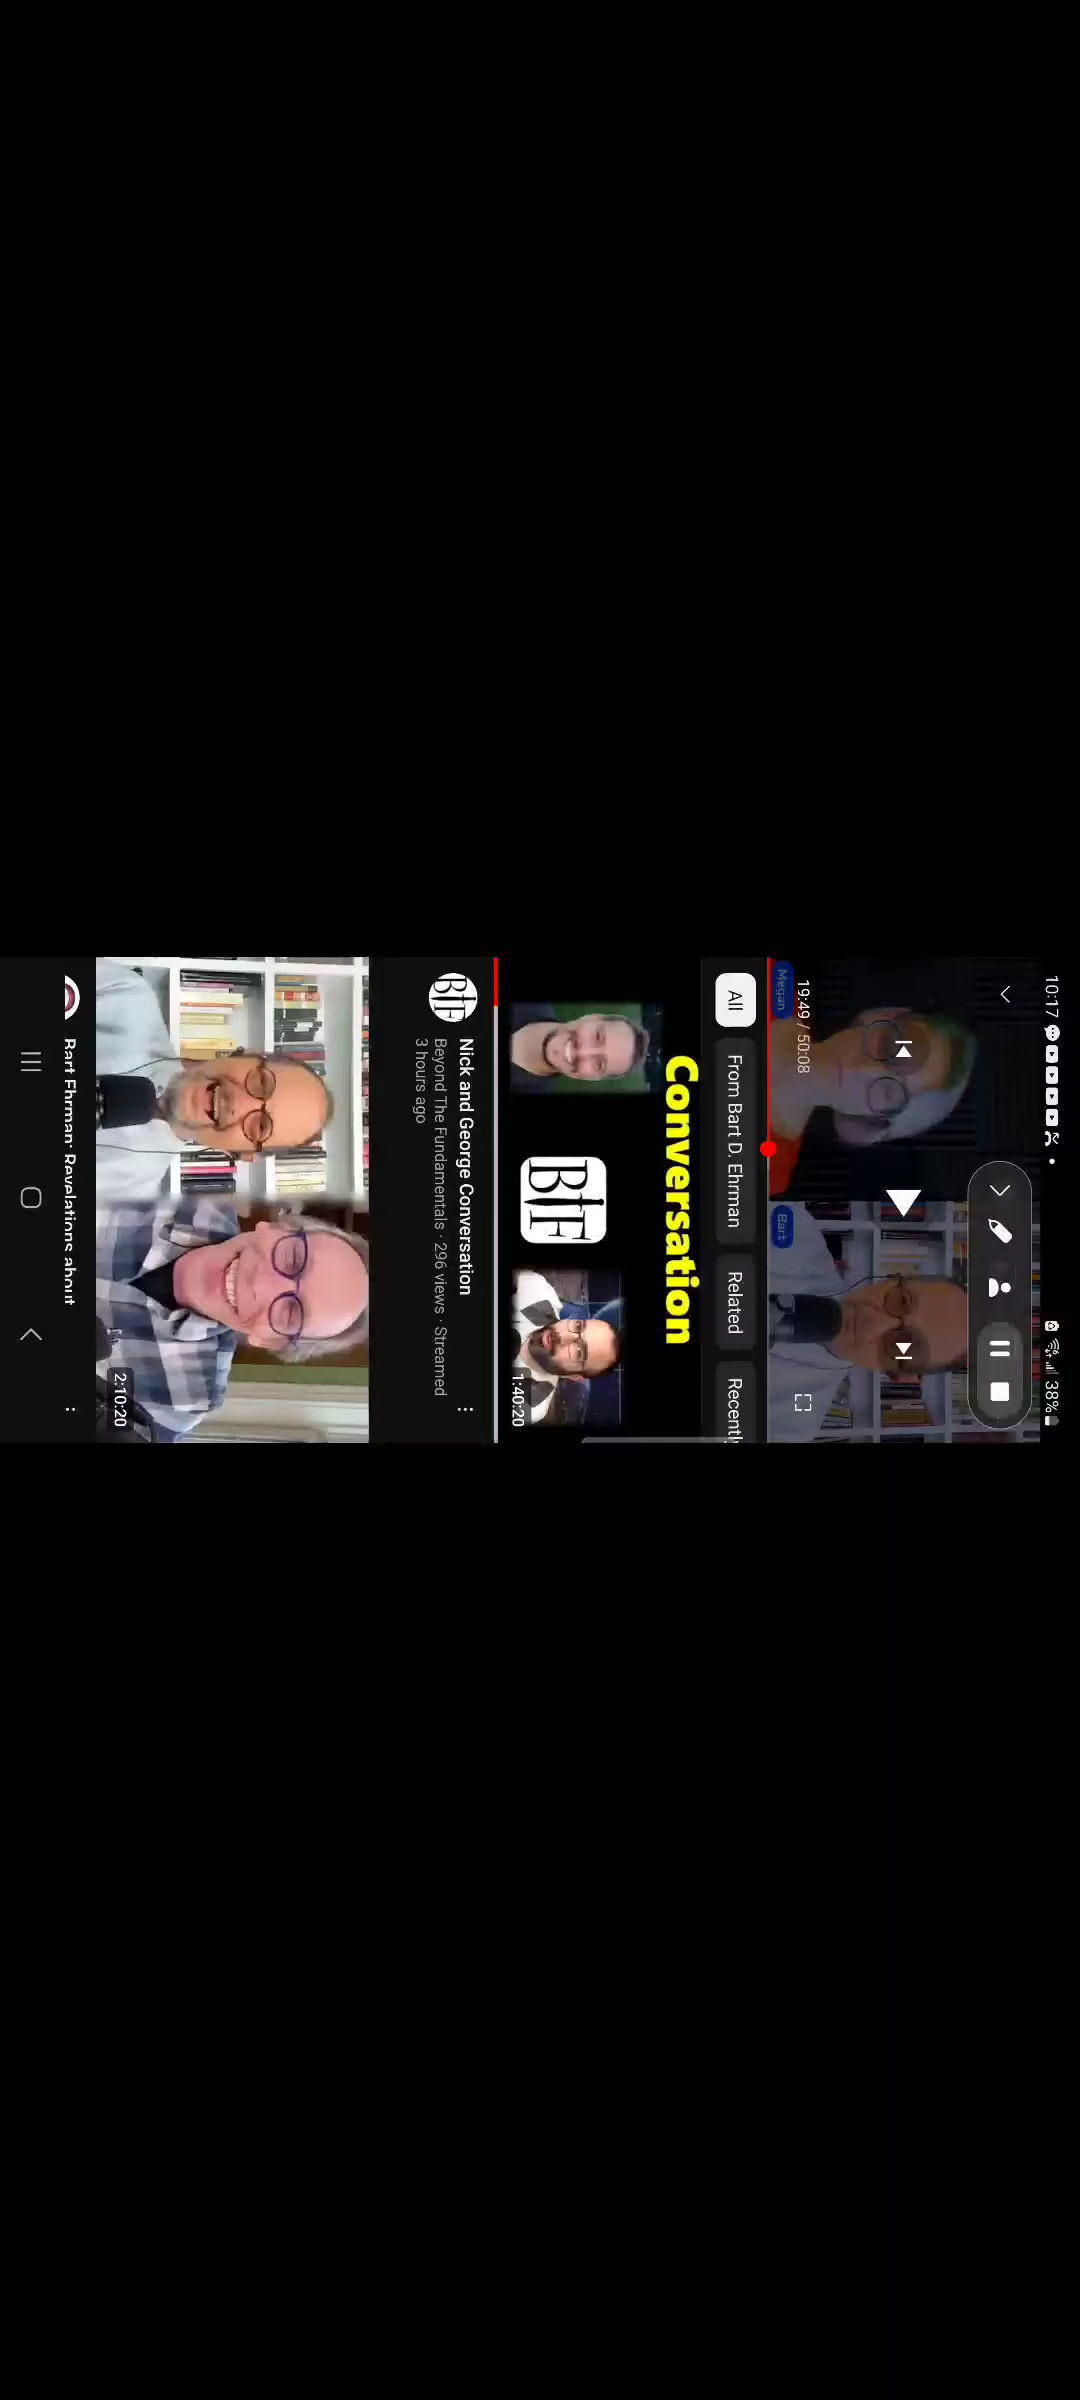 10:17
38%
19:49 / 50:08
Megan
Bart
All
From Bart D. Ehrman
Related
Recentl
Conversation
BTF
1:40:20
BTF
Nick and George Conversation
Beyond The Fundamentals · 296 views · Streamed
3 hours ago
2:10:20
Bart Ehrman: Revelations about